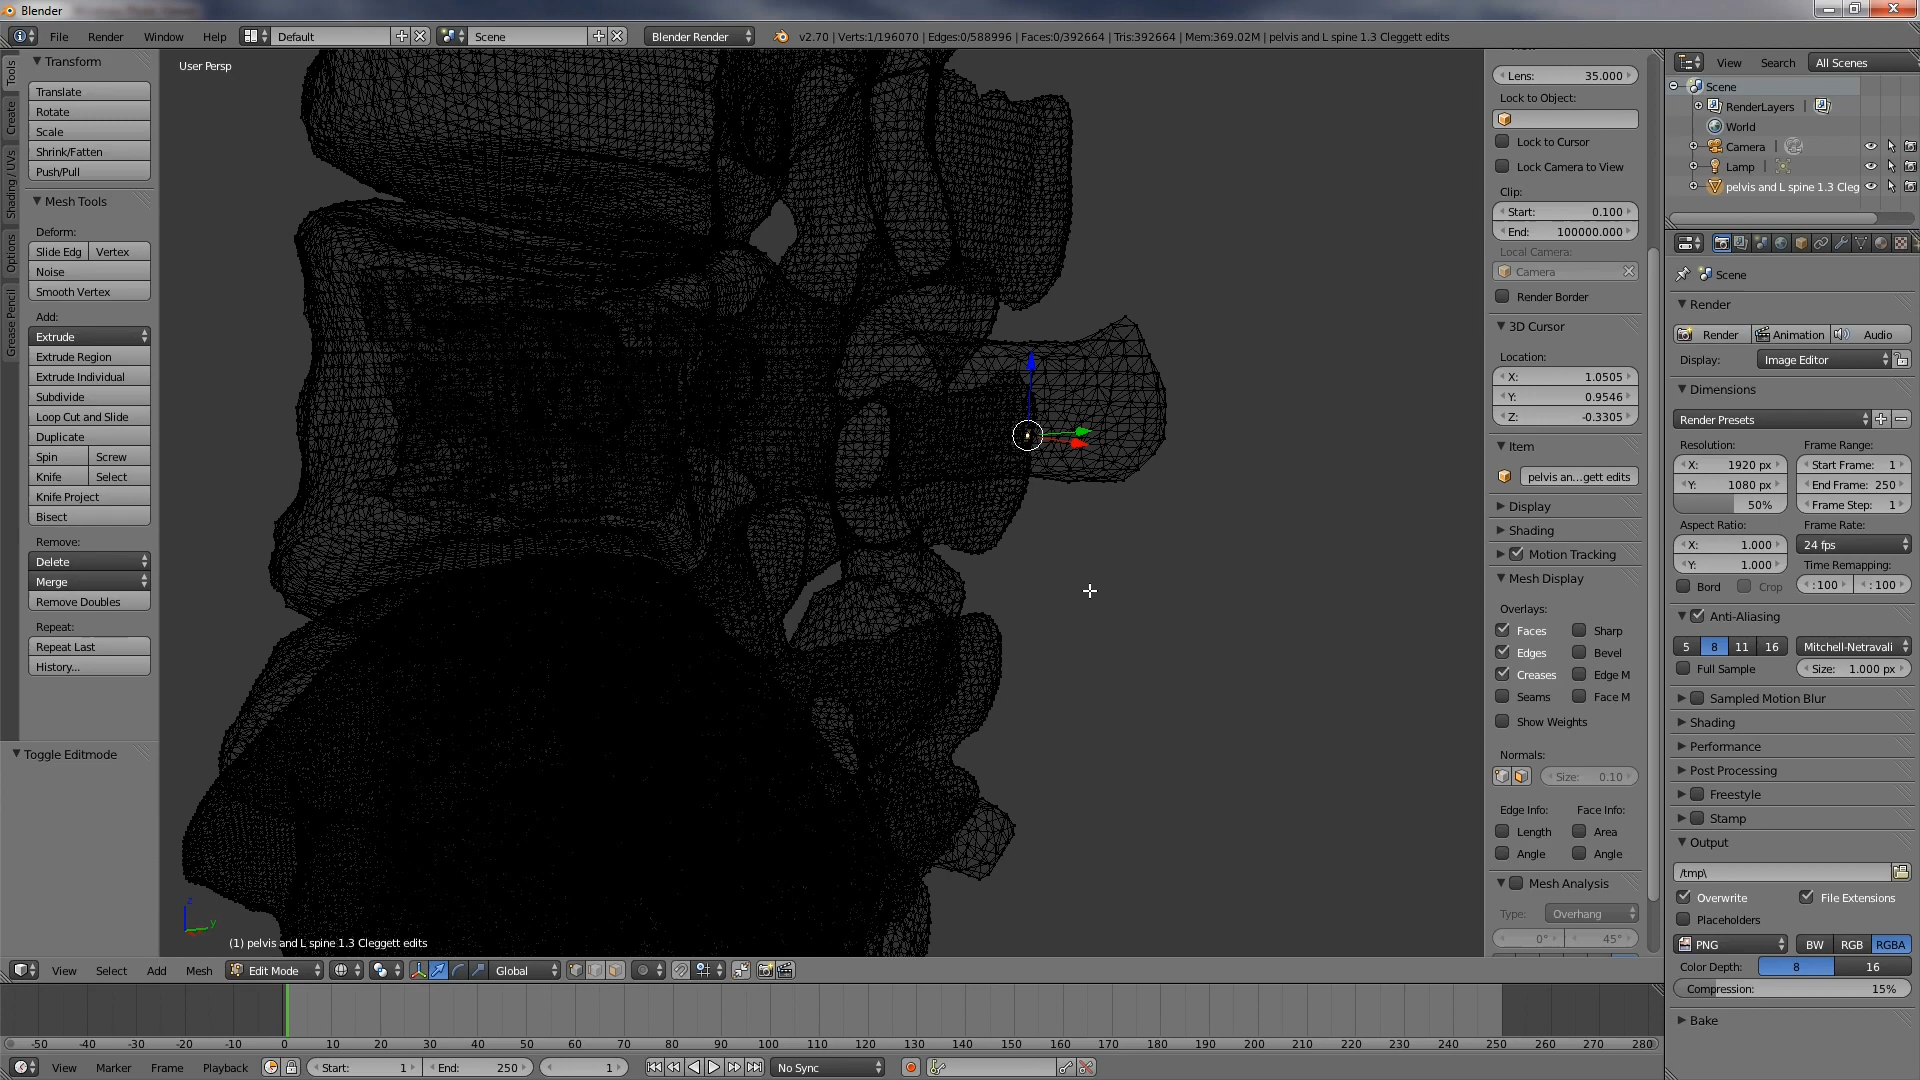 Blender
File Render Window Help Default Scene Blender Render v2.70 | Verts:1/196070 | Edges:0/588996 | Faces:0/392664 | Tris:392664 | Mem:369.02M | pelvis and L spine 1.3 Cleggett edits
Tools
Create
Shading / UVs
Options
Grease Pencil
Transform
Translate
Rotate
Scale
Shrink/Fatten
Push/Pull
Mesh Tools
Deform:
Slide Edg Vertex
Noise
Smooth Vertex
Add:
Extrude
Extrude Region
Extrude Individual
Subdivide
Loop Cut and Slide
Duplicate
Spin Screw
Knife Select
Knife Project
Bisect
Remove:
Delete
Merge
Remove Doubles
Repeat:
Repeat Last
History...
Toggle Editmode
User Persp
z
y
(1) pelvis and L spine 1.3 Cleggett edits
Lens: 35.000
Lock to Object:
Lock to Cursor
Lock Camera to View
Clip:
Start: 0.100
End: 100000.000
Local Camera:
Camera
Render Border
3D Cursor
Location:
X: 1.0505
Y: 0.9546
Z: -0.3305
Item
pelvis an...gett edits
Display
Shading
Motion Tracking
Mesh Display
Overlays:
Faces Sharp
Edges Bevel
Creases Edge M
Seams Face M
Show Weights
Normals:
Size: 0.10
Edge Info: Face Info:
Length Area
Angle Angle
Mesh Analysis
Type: Overhang
0° 45°
View Search All Scenes
Scene
RenderLayers
World
Camera
Lamp
pelvis and L spine 1.3 Cleg
Scene
Render
Render Animation Audio
Display: Image Editor
Dimensions
Render Presets
Resolution: Frame Range:
X: 1920 px Start Frame: 1
Y: 1080 px End Frame: 250
50% Frame Step: 1
Aspect Ratio: Frame Rate:
X: 1.000 24 fps
Y: 1.000 Time Remapping:
Bord Crop :100 :100
Anti-Aliasing
5 8 11 16 Mitchell-Netravali
Full Sample Size: 1.000 px
Sampled Motion Blur
Shading
Performance
Post Processing
Freestyle
Stamp
Output
/tmp\
Overwrite File Extensions
Placeholders
PNG BW RGB RGBA
Color Depth: 8 16
Compression: 15%
Bake
View Select Add Mesh Edit Mode Global
-50 -40 -30 -20 -10 0 10 20 30 40 50 60 70 80 90 100 110 120 130 140 150 160 170 180 190 200 210 220 230 240 250 260 270 280
View Marker Frame Playback Start: 1 End: 250 1 No Sync